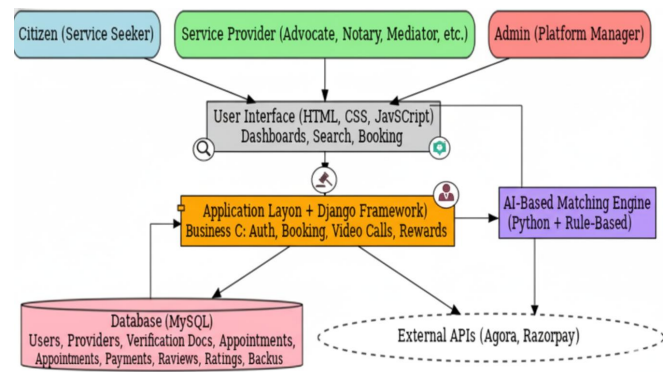 Citizen (Service Seeker)
Service Provider (Advocate, Notary, Mediator, etc.)
Admin (Platform Manager)
User Interface (HTML, CSS, JavSCript)
Dashboards, Search, Booking
Application Layon + Django Framework)
Business C: Auth, Booking, Video Calls, Rewards
AI-Based Matching Engine
(Python + Rule-Based)
Database (MySQL)
Users, Providers, Verification Docs, Appointments,
Appointments, Payments, Raviews, Ratings, Backus
External APIs (Agora, Razorpay)